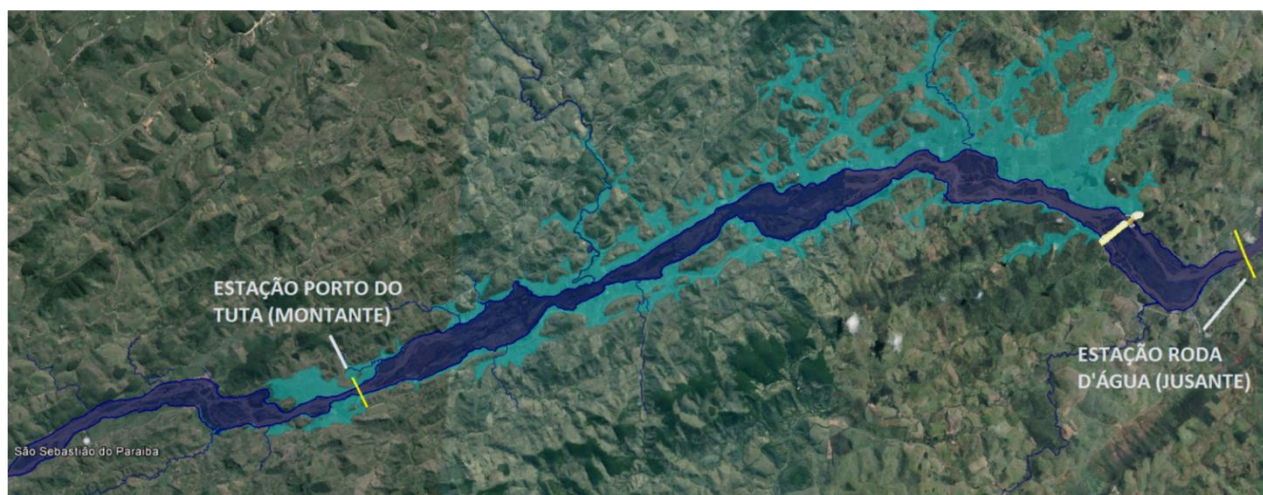 ESTAÇÃO PORTO DO
TUTA (MONTANTE)
ESTAÇÃO RODA
D'ÁGUA (JUSANTE)
São Sebastião do Paraíba